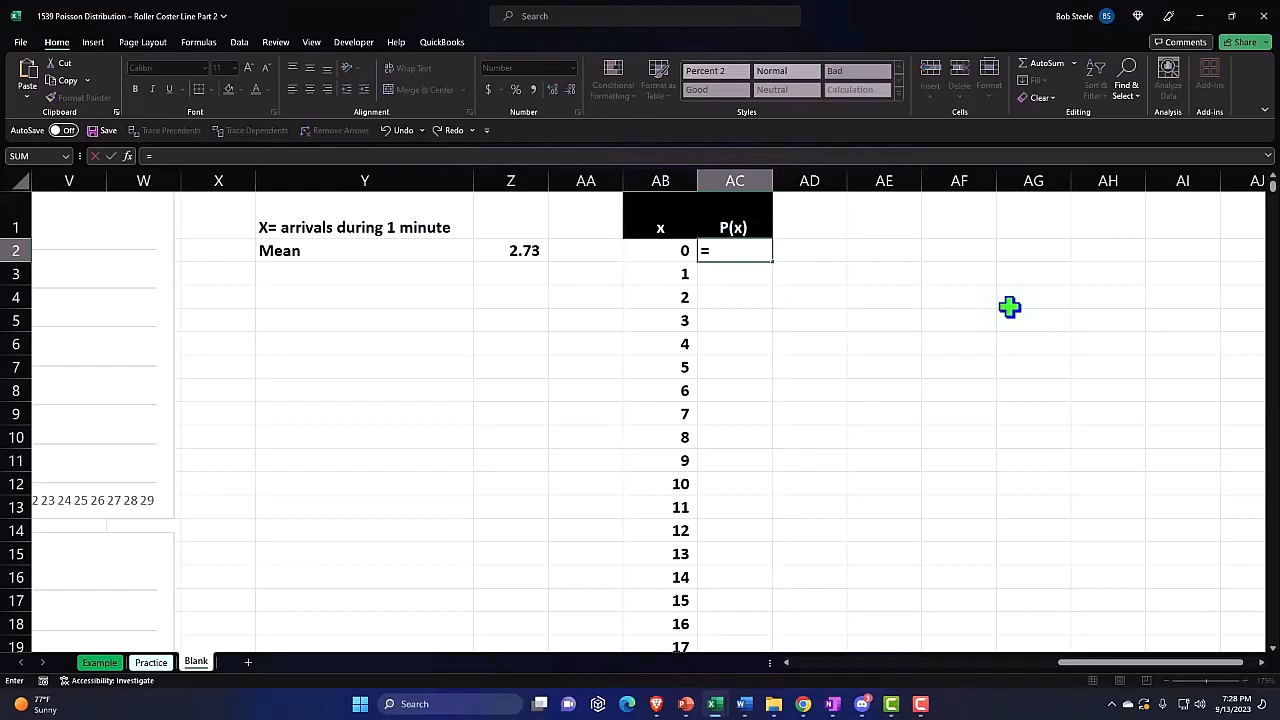 1539 Poisson Distribution – Roller Coster Line Part 2
Search
Bob Steele
BS
File
Home
Insert
Page Layout
Formulas
Data
Review
View
Developer
Help
QuickBooks
Comments
Share
Paste
Cut
Copy
Format Painter
Clipboard
Calibri
11
B I U
Font
Wrap Text
Merge & Center
Alignment
Number
Number
Conditional Formatting
Format as Table
Percent 2
Normal
Bad
Good
Neutral
Calculation
Styles
Insert
Delete
Format
Cells
AutoSum
Fill
Clear
Sort & Filter
Find & Select
Editing
Analyze Data
Analysis
Add-ins
Add-ins
AutoSave
Off
Save
Trace Precedents
Trace Dependents
Remove Arrows
Undo
Redo
SUM
fx
=
V W X Y Z AA AB AC AD AE AF AG AH AI AJ
1 X= arrivals during 1 minute x P(x)
2 Mean 2.73 0 =
3 1
4 2
5 3
6 4
7 5
8 6
9 7
10 8
11 9
12 10
13 2 23 24 25 26 27 28 29 11
14 12
15 13
16 14
17 15
18 16
19 17
Example
Practice
Blank
Enter
Accessibility: Investigate
175%
77°F
Sunny
Search
7:28 PM
9/13/2023